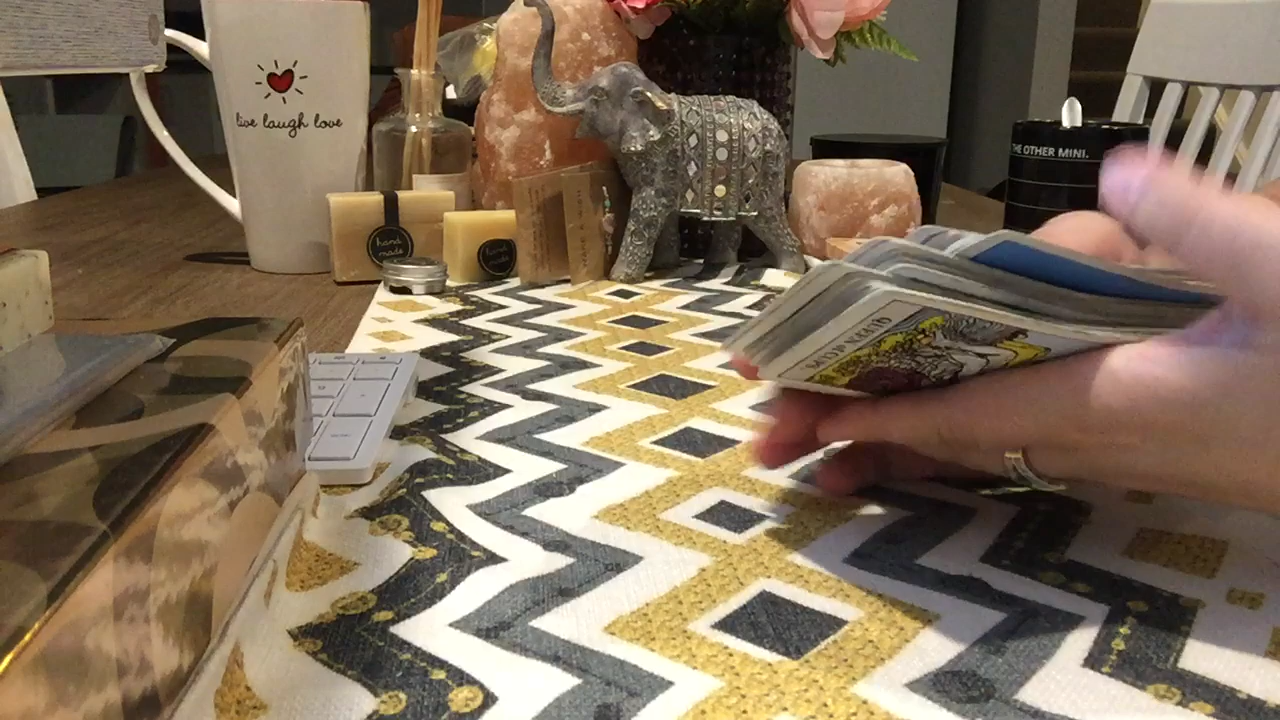 live laugh love
hand
made
hand
made
THE OTHER MINI.
QUEEN of CUPS